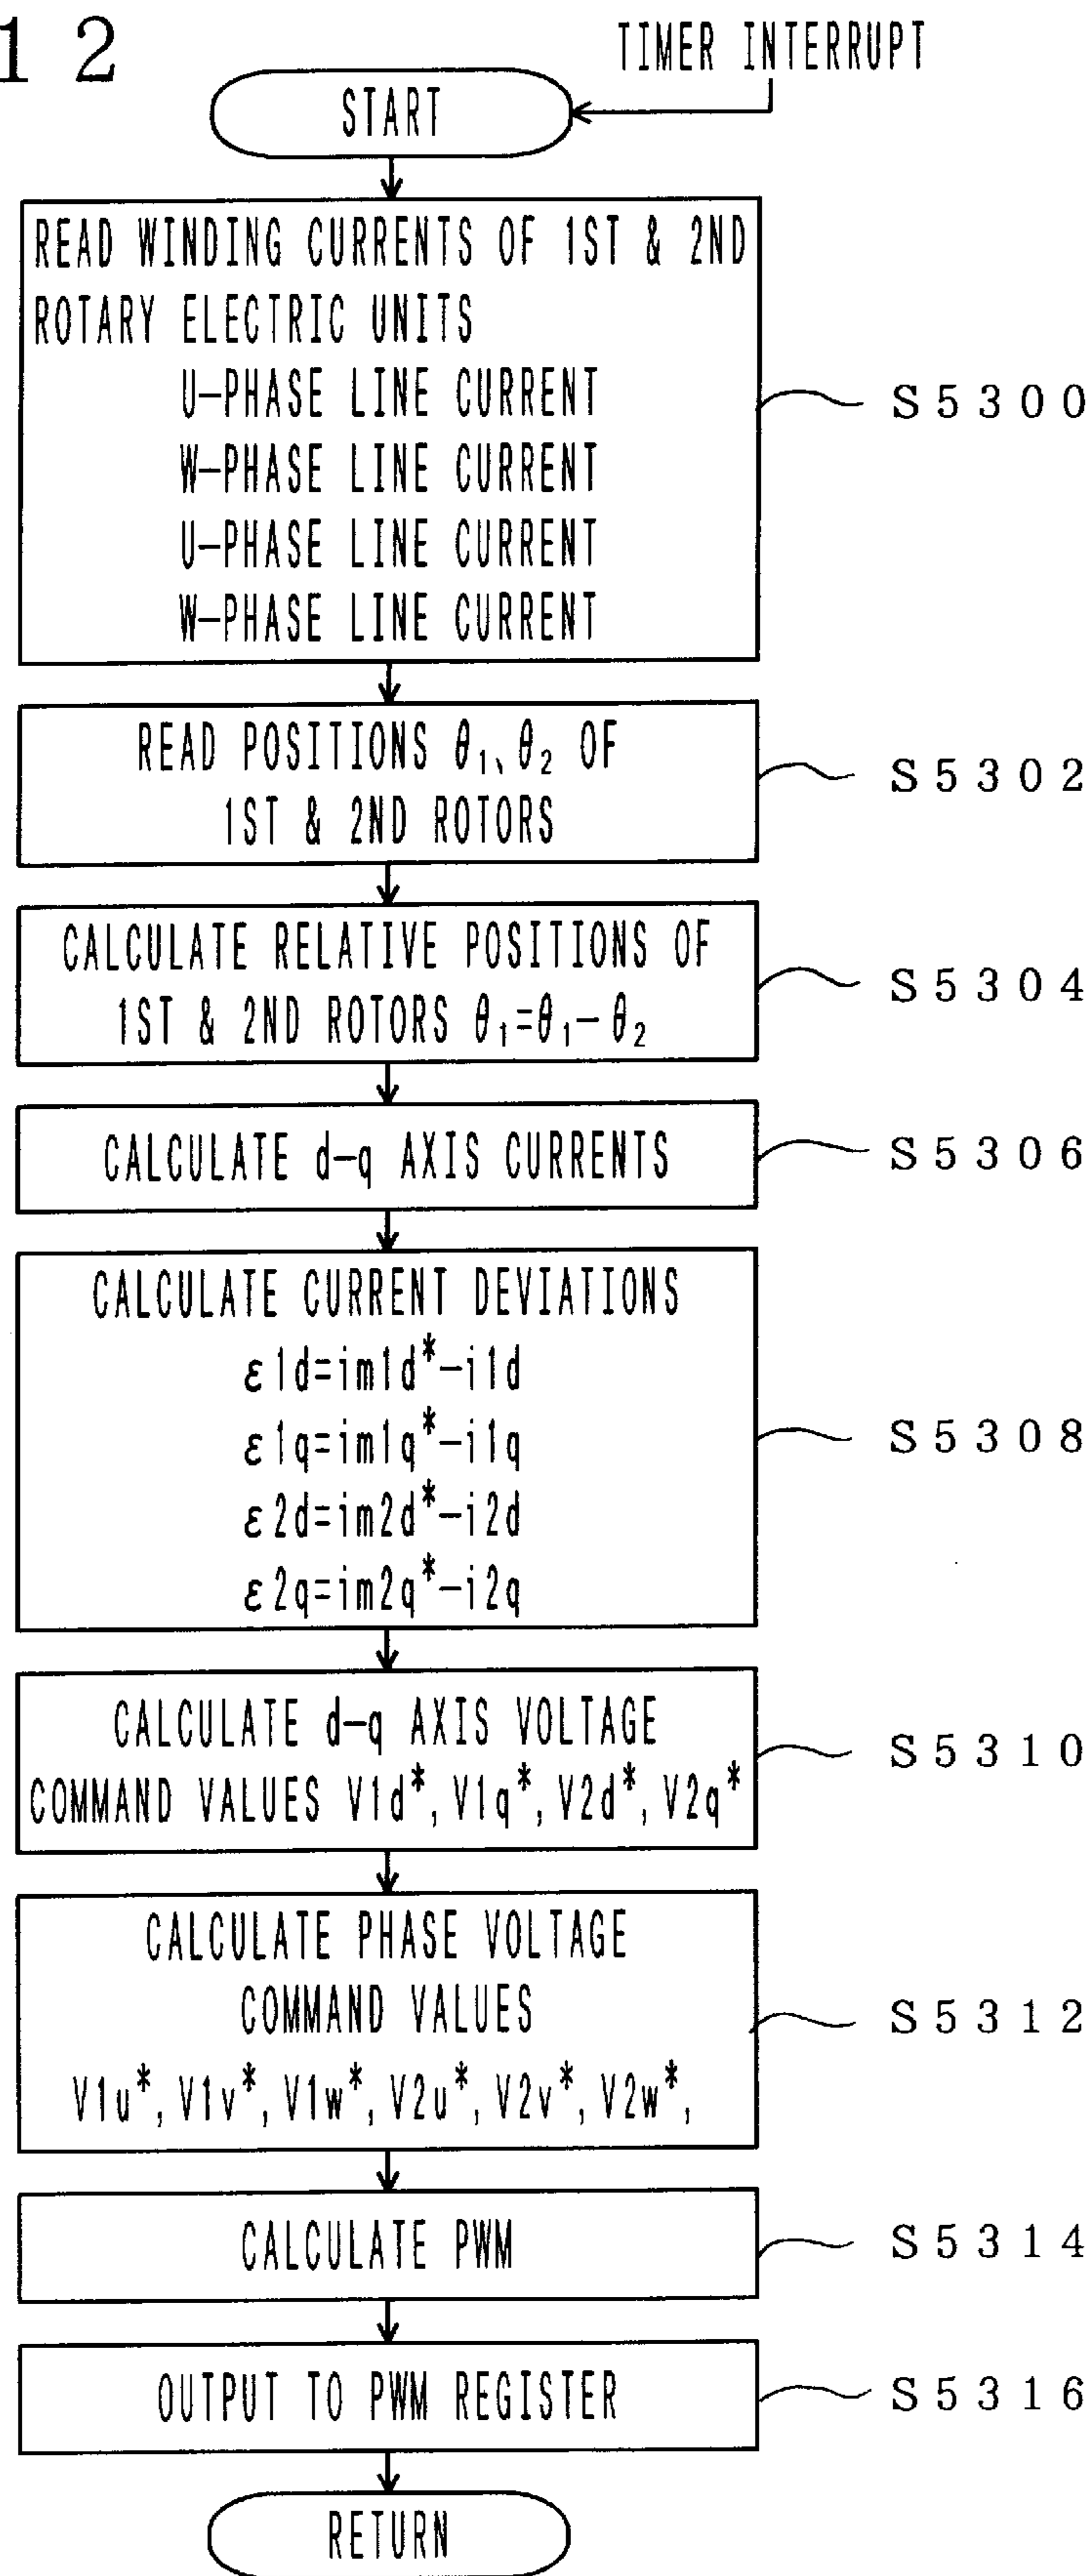 12
TIMER INTERRUPT
START
READ WINDING CURRENTS OF 1ST & 2ND
ROTARY ELECTRIC UNITS
U-PHASE LINE CURRENT
W-PHASE LINE CURRENT
U-PHASE LINE CURRENT
W-PHASE LINE CURRENT
S5300
READ POSITIONS θ₁、θ₂ OF
1ST & 2ND ROTORS
S5302
CALCULATE RELATIVE POSITIONS OF
1ST & 2ND ROTORS θ₁=θ₁-θ₂
S5304
CALCULATE d-q AXIS CURRENTS
S5306
CALCULATE CURRENT DEVIATIONS
ε1d=im1d*-i1d
ε1q=im1q*-i1q
ε2d=im2d*-i2d
ε2q=im2q*-i2q
S5308
CALCULATE d-q AXIS VOLTAGE
COMMAND VALUES V1d*, V1q*, V2d*, V2q*
S5310
CALCULATE PHASE VOLTAGE
COMMAND VALUES
V1u*, V1v*, V1w*, V2u*, V2v*, V2w*,
S5312
CALCULATE PWM
S5314
OUTPUT TO PWM REGISTER
S5316
RETURN